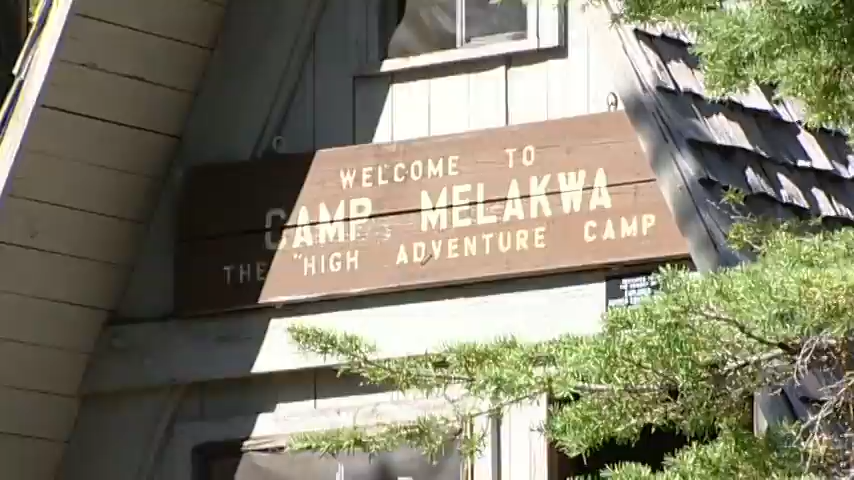 WELCOME TO
CAMP MELAKWA
THE "HIGH ADVENTURE CAMP